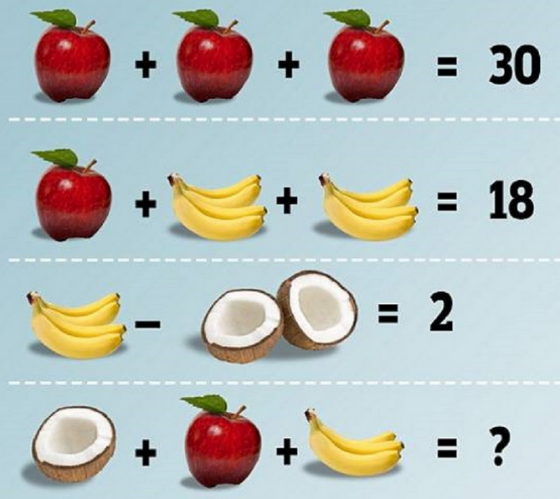 + + = 30
+ + = 18
- = 2
+ + = ?